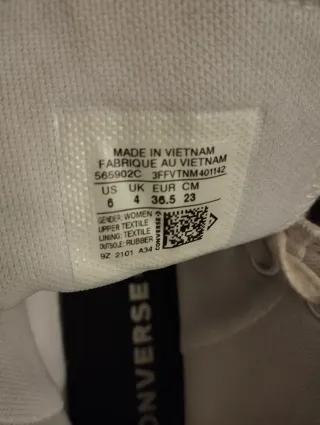 MADE IN VIETNAM
FABRIQUE AU VIETNAM
565902C 3FFVTNM401142
US UK EUR CM
6 4 36.5 23
GENDER: WOMEN
UPPER: TEXTILE
LINING: TEXTILE
OUTSOLE: RUBBER
9Z 2101 A34
CONVERSE
CONVERSE